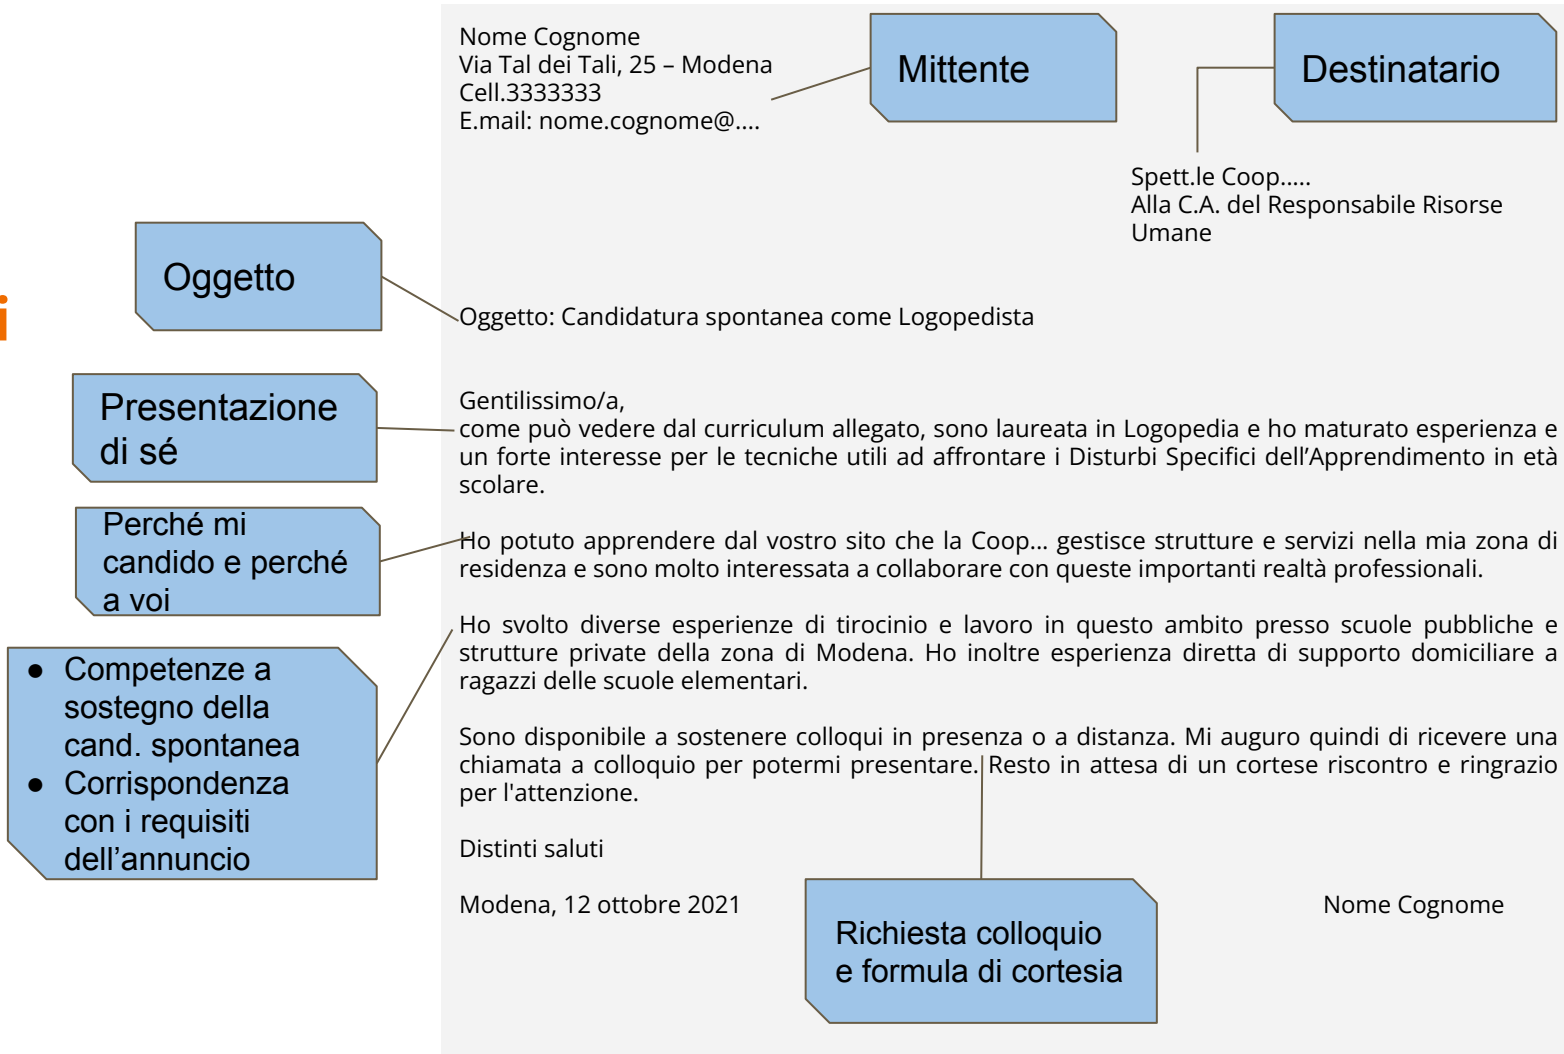 Nome Cognome
Via Tal dei Tali, 25 – Modena
Cell.3333333
E.mail: nome.cognome@....
Mittente
Destinatario
Spett.le Coop.....
Alla C.A. del Responsabile Risorse
Umane
Oggetto
i
Oggetto: Candidatura spontanea come Logopedista
Presentazione
di sé
Gentilissimo/a,
come può vedere dal curriculum allegato, sono laureata in Logopedia e ho maturato esperienza e
un forte interesse per le tecniche utili ad affrontare i Disturbi Specifici dell’Apprendimento in età
scolare.
Perché mi
candido e perché
a voi
Ho potuto apprendere dal vostro sito che la Coop... gestisce strutture e servizi nella mia zona di
residenza e sono molto interessata a collaborare con queste importanti realtà professionali.
● Competenze a
sostegno della
cand. spontanea
● Corrispondenza
con i requisiti
dell’annuncio
Ho svolto diverse esperienze di tirocinio e lavoro in questo ambito presso scuole pubbliche e
strutture private della zona di Modena. Ho inoltre esperienza diretta di supporto domiciliare a
ragazzi delle scuole elementari.
Sono disponibile a sostenere colloqui in presenza o a distanza. Mi auguro quindi di ricevere una
chiamata a colloquio per potermi presentare. Resto in attesa di un cortese riscontro e ringrazio
per l'attenzione.
Distinti saluti
Modena, 12 ottobre 2021
Nome Cognome
Richiesta colloquio
e formula di cortesia